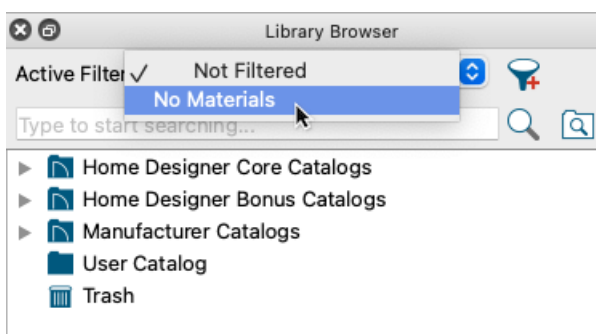 Library Browser
Active Filter ✓ Not Filtered
No Materials
Type to start searching...
Home Designer Core Catalogs
Home Designer Bonus Catalogs
Manufacturer Catalogs
User Catalog
Trash